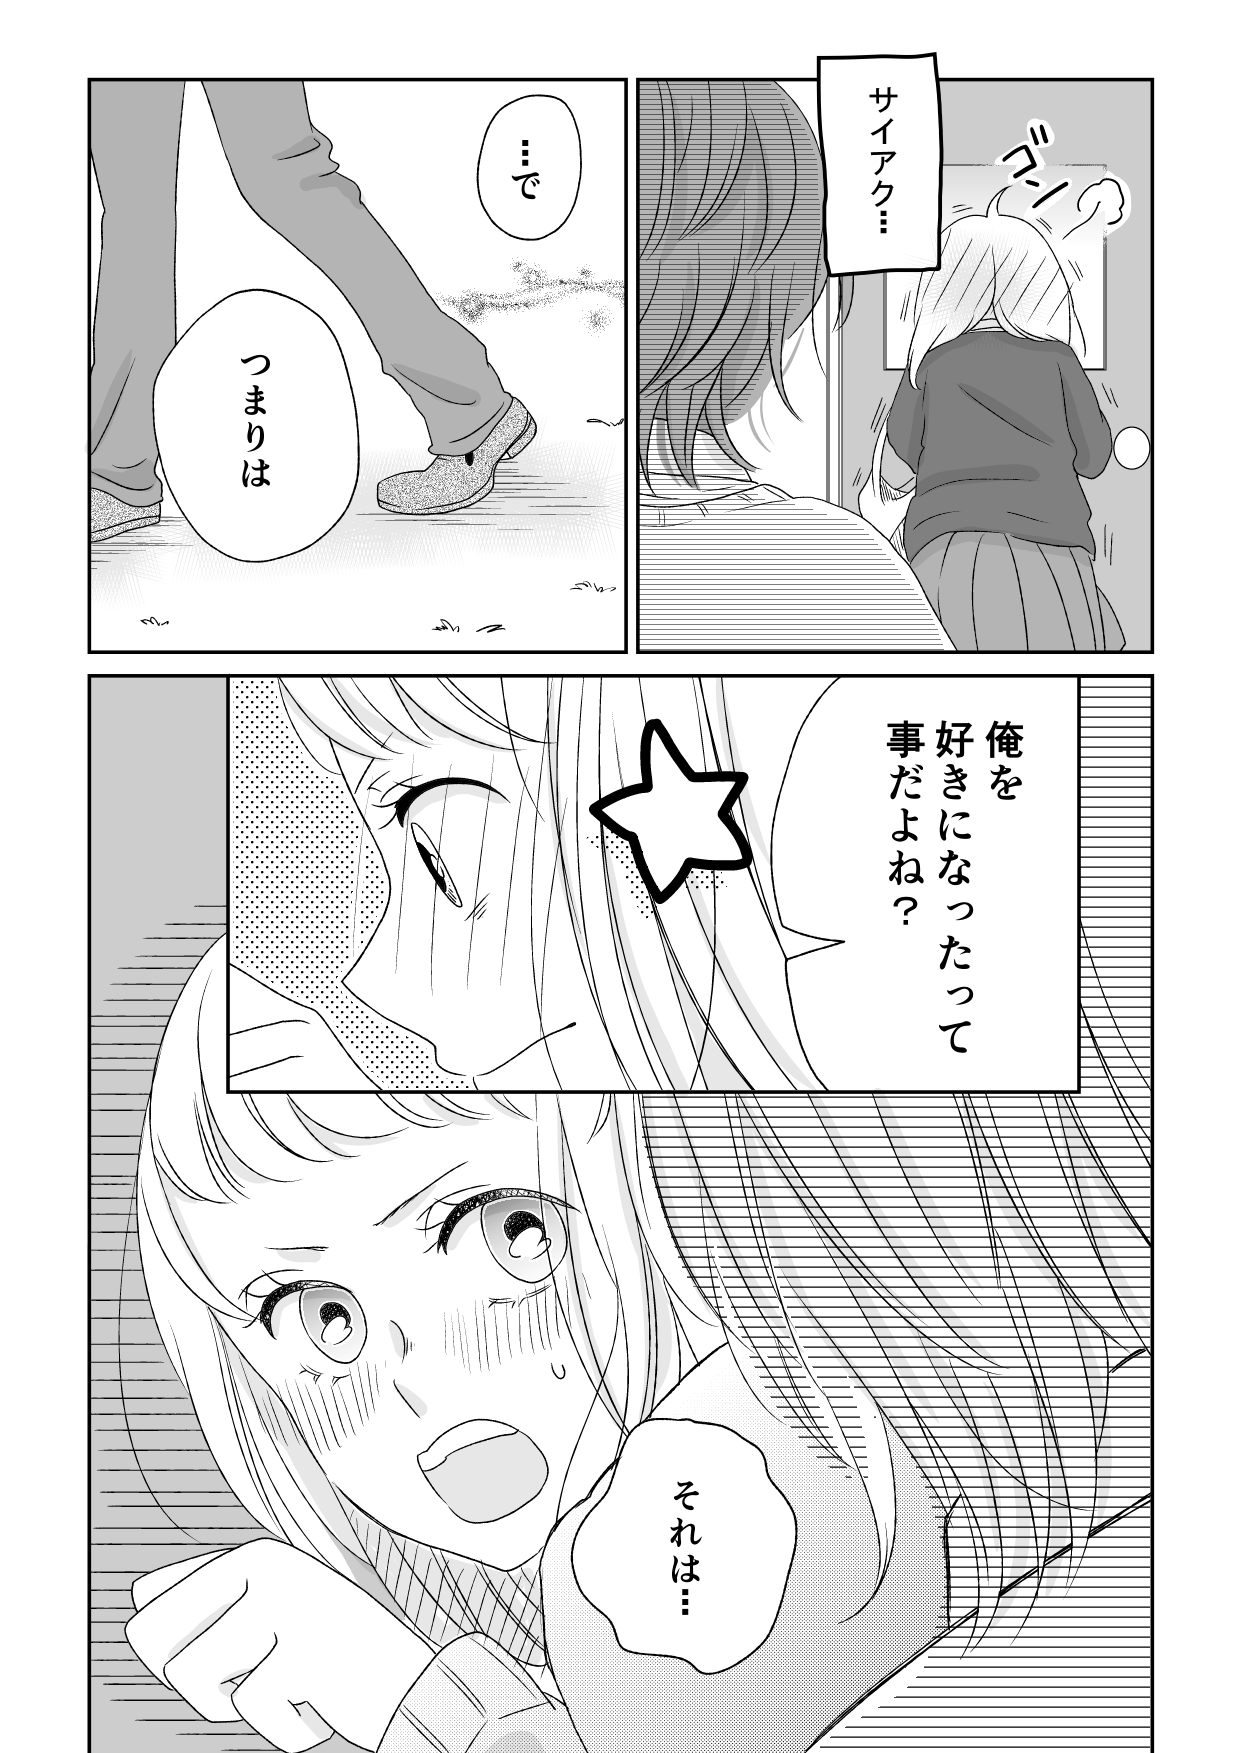 サイアク…
ゴン
…で
つまりは
俺を
好きになったって
事だよね?
それは…